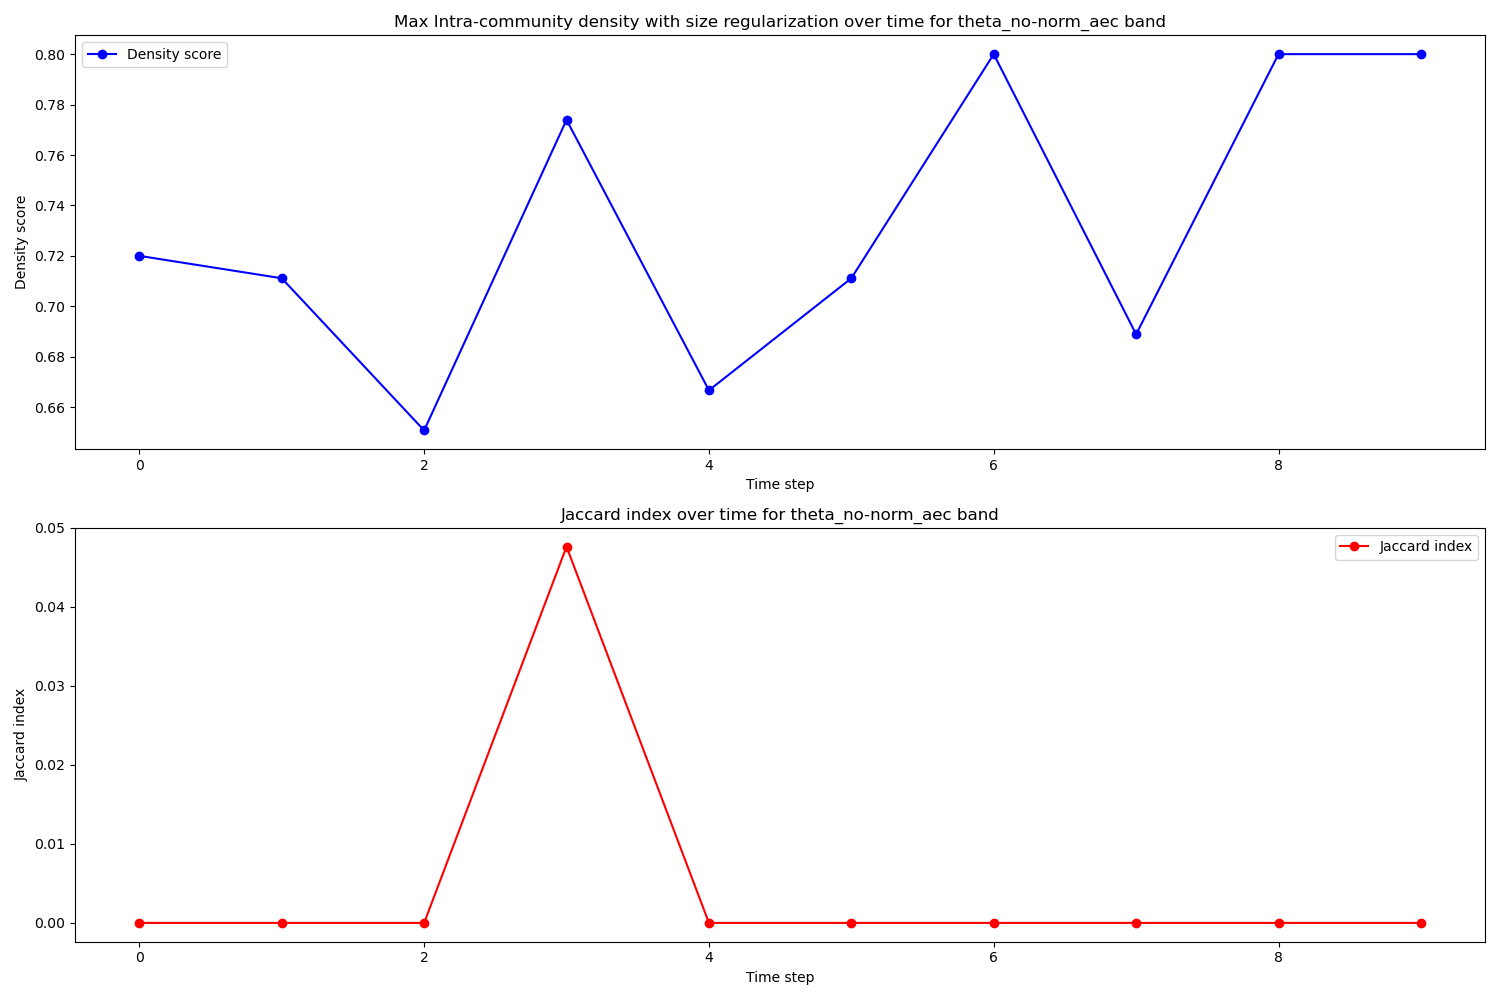 Max Intra-community density with size regularization over time for theta_no-norm_aec band
Density score
0.80
0.78
0.76
0.74
0.72
0.70
0.68
0.66
Density score
0 2 4 6 8
Time step
Jaccard index over time for theta_no-norm_aec band
Jaccard index
0.05
0.04
0.03
0.02
0.01
0.00
Jaccard index
0 2 4 6 8
Time step